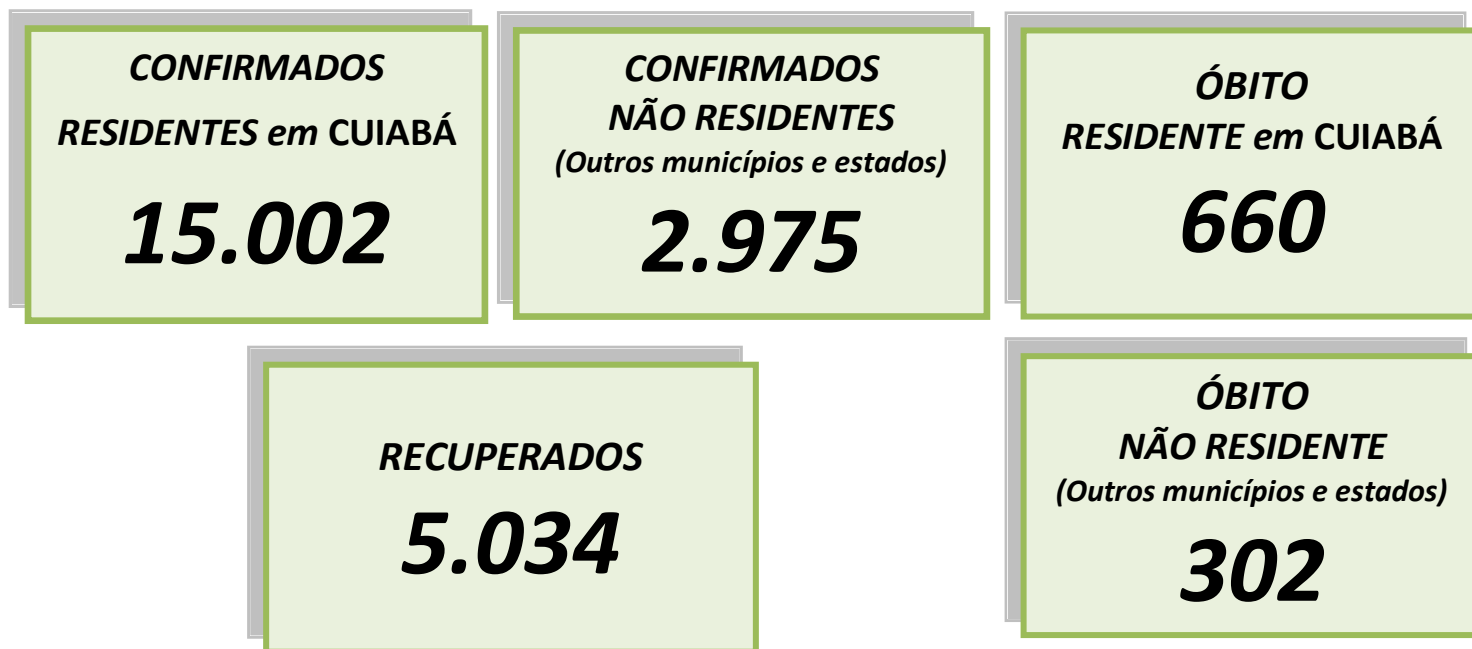 CONFIRMADOS
RESIDENTES em CUIABÁ
15.002
CONFIRMADOS
NÃO RESIDENTES
(Outros municípios e estados)
2.975
ÓBITO
RESIDENTE em CUIABÁ
660
RECUPERADOS
5.034
ÓBITO
NÃO RESIDENTE
(Outros municípios e estados)
302